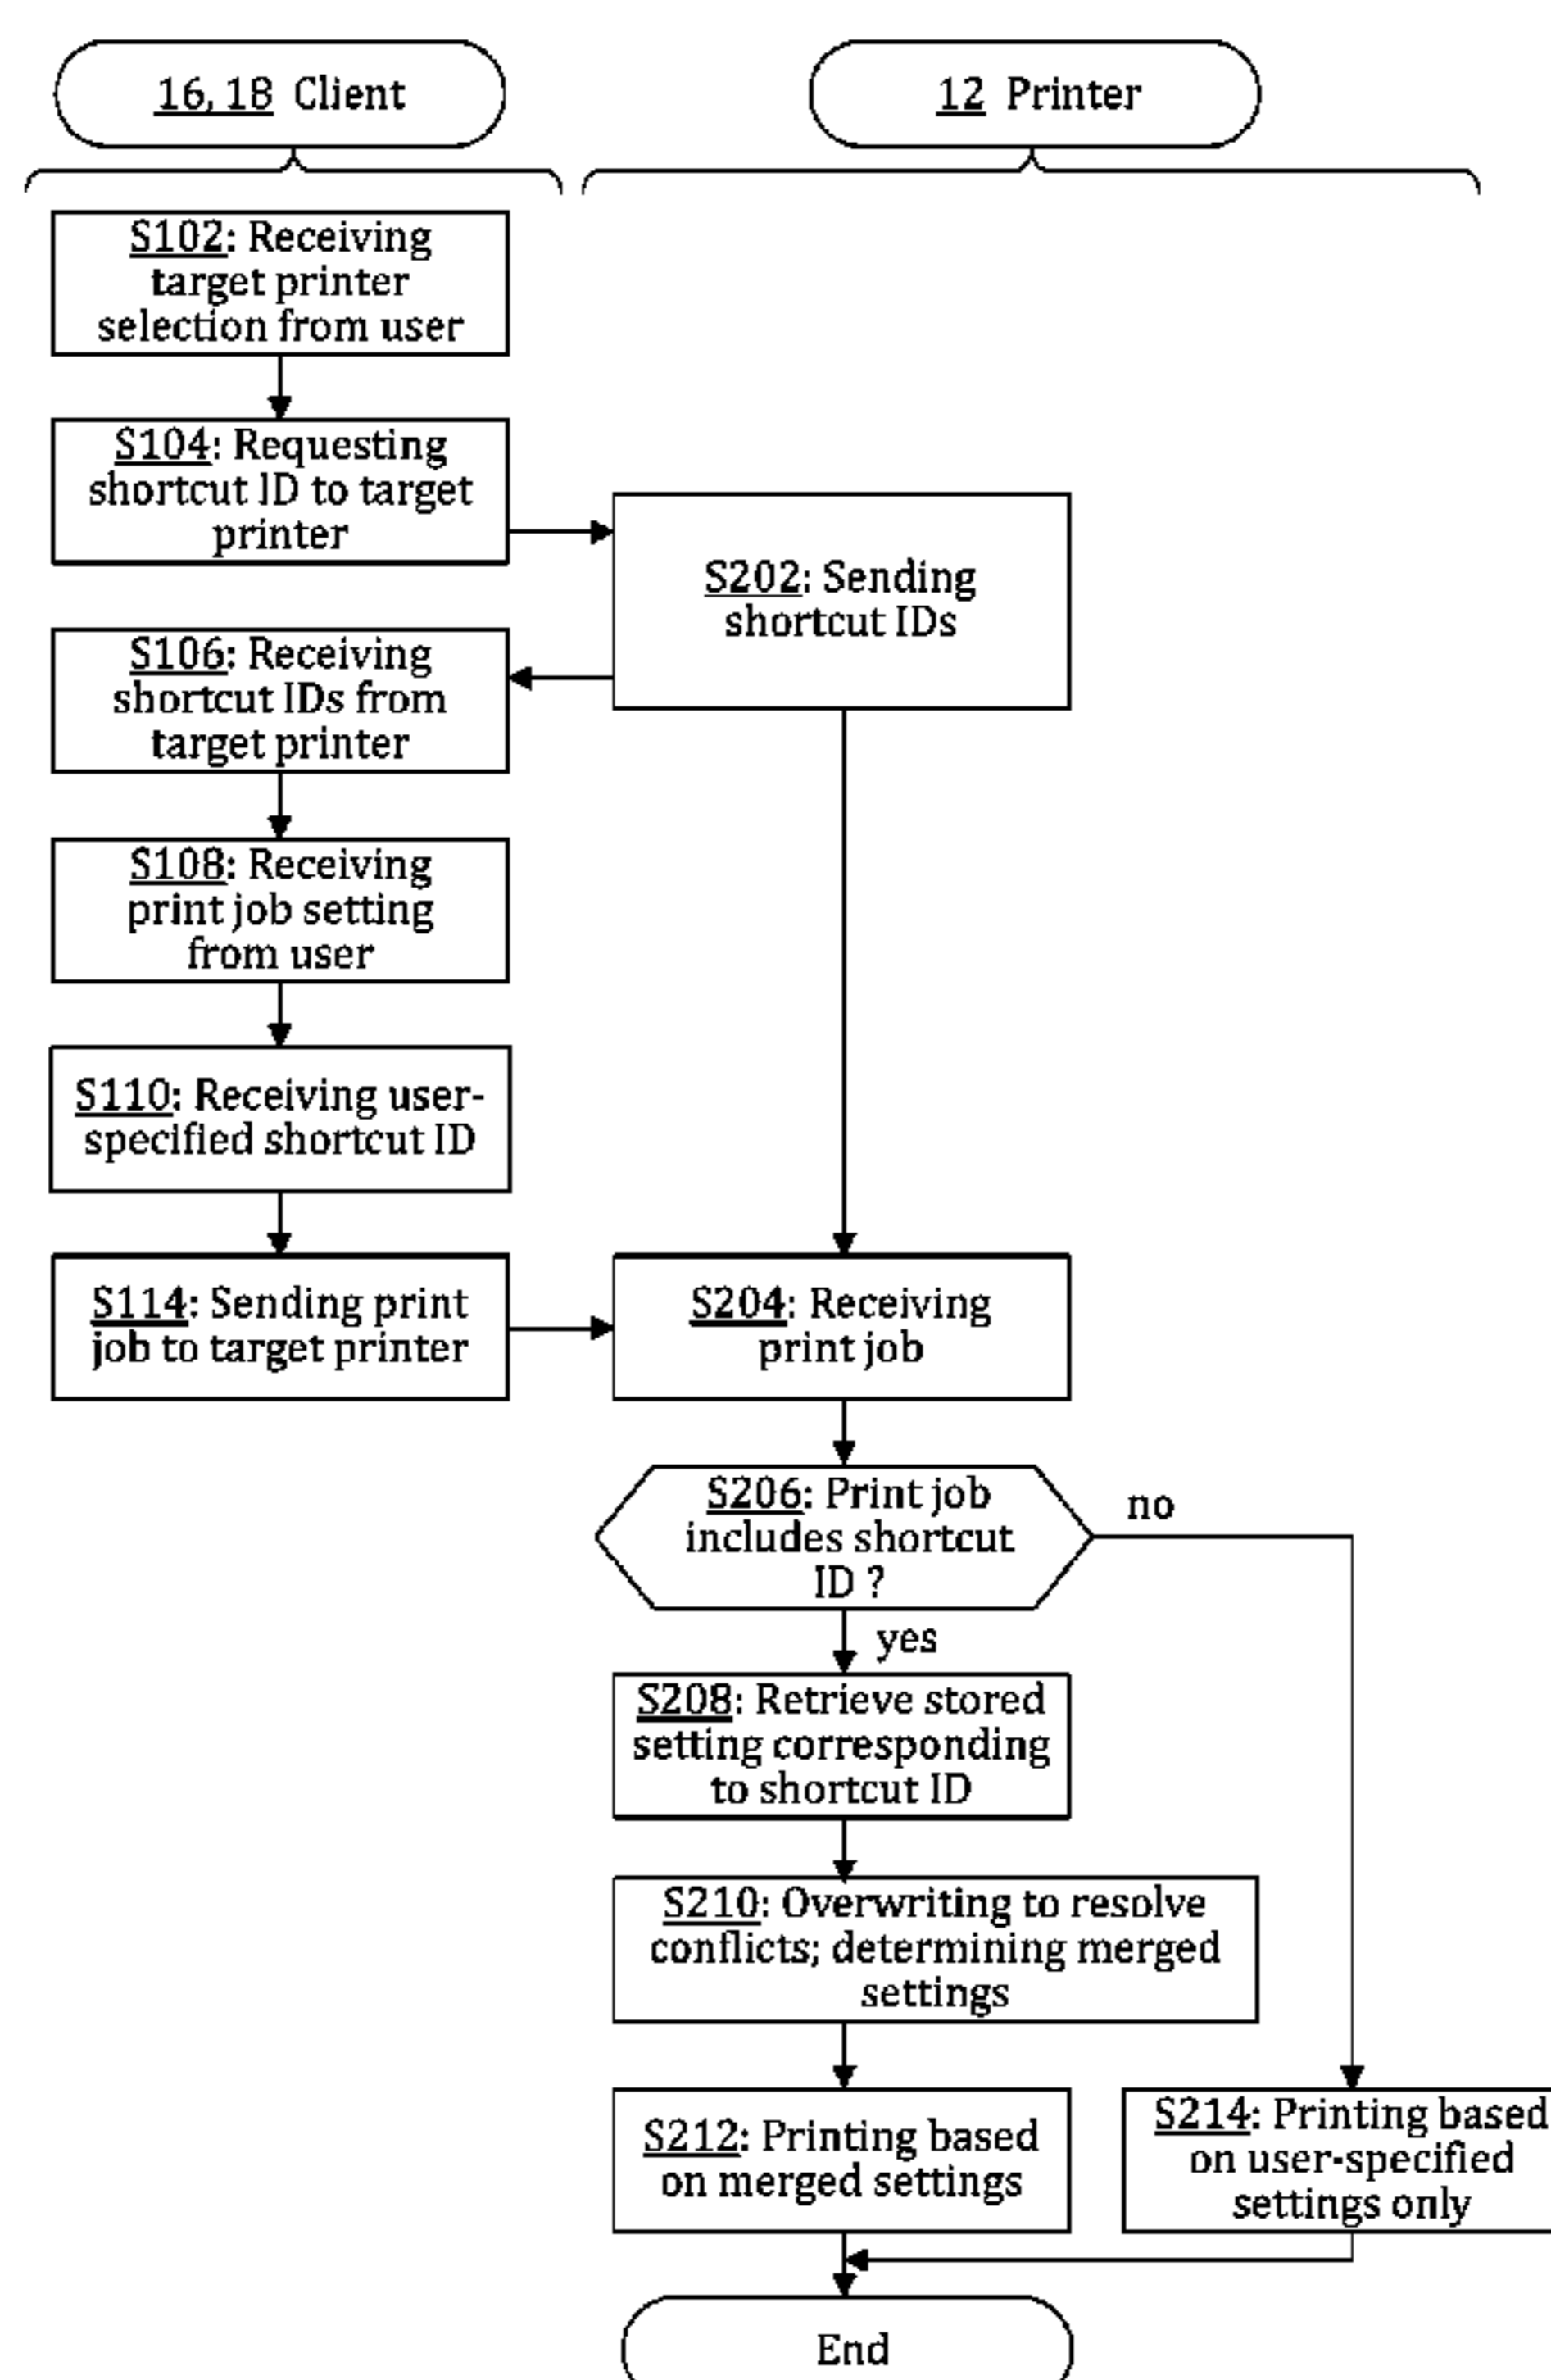 16, 18 Client
12 Printer
S102: Receiving
target printer
selection from user
S104: Requesting
shortcut ID to target
printer
S202: Sending
shortcut IDs
S106: Receiving
shortcut IDs from
target printer
S108: Receiving
print job setting
from user
S110: Receiving user-
specified shortcut ID
S114: Sending print
job to target printer
S204: Receiving
print job
S206: Print job
includes shortcut
ID ?
no
yes
S208: Retrieve stored
setting corresponding
to shortcut ID
S210: Overwriting to resolve
conflicts; determining merged
settings
S212: Printing based
on merged settings
S214: Printing based
on user-specified
settings only
End